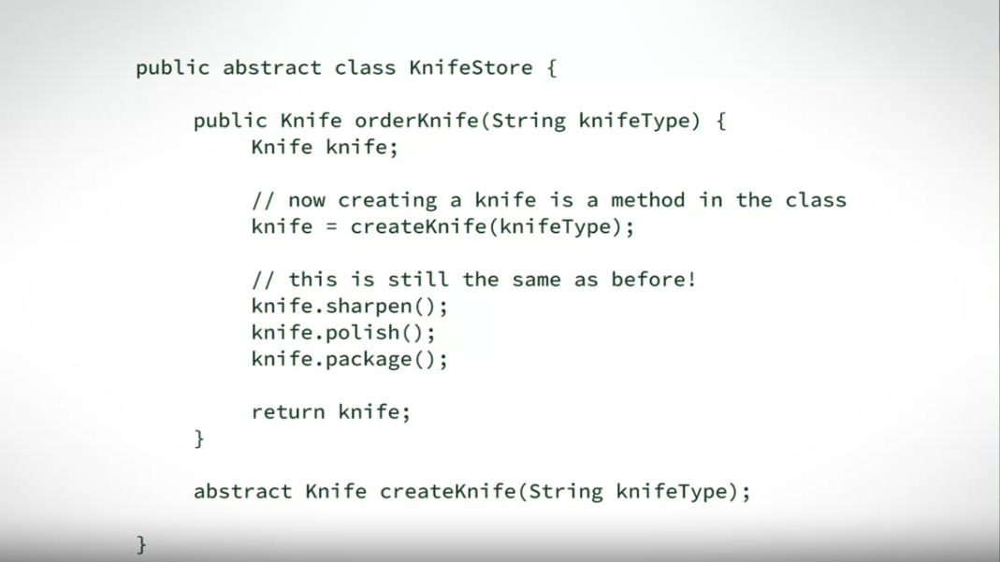 public abstract class KnifeStore {
public Knife orderKnife(String knifeType) {
Knife knife;
// now creating a knife is a method in the class
knife = createKnife(knifeType);
// this is still the same as before!
knife.sharpen();
knife.polish();
knife.package();
return knife;
}
abstract Knife createKnife(String knifeType);
}